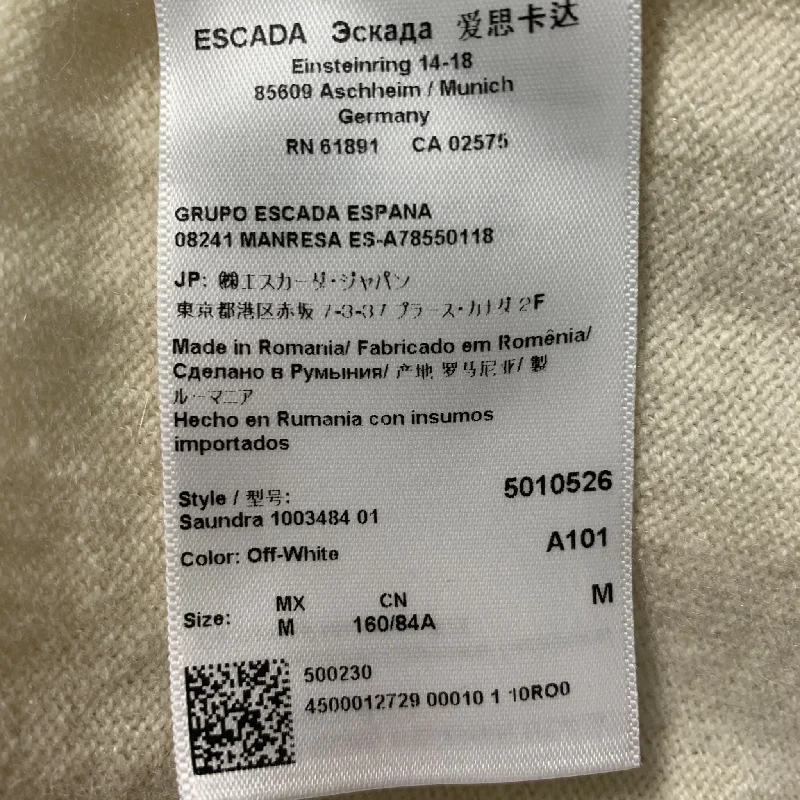 ESCADA Эскада 爱思卡达
Einsteinring 14-18
85609 Aschheim / Munich
Germany
RN 61891 CA 02575
GRUPO ESCADA ESPANA
08241 MANRESA ES-A78550118
JP: ㈱エスカーダ・ジャパン
東京都港区赤坂 7-3-37 プラース・カナダ 2F
Made in Romania/ Fabricado em Romênia/
Сделано в Румыния/ 产地 罗马尼亚/ 製
ルーマニア
Hecho en Rumania con insumos
importados
Style / 型号: 5010526
Saundra 1003484 01
Color: Off-White A101
MX CN M
Size: M 160/84A
500230
4500012729 00010 1 10RO0